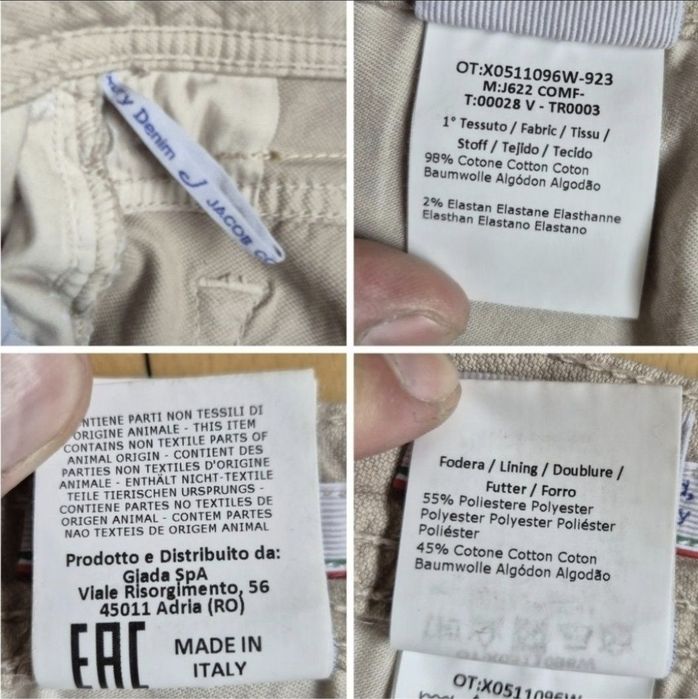 Denim J JACOB
OT:X0511096W-923
M:J622 COMF-
T:00028 V - TR0003
1° Tessuto / Fabric / Tissu /
Stoff / Tejido / Tecido
98% Cotone Cotton Coton
Baumwolle Algódon Algodão
2% Elastan Elastane Elasthanne
Elasthan Elastano Elastano
NTIENE PARTI NON TESSILI DI
ORIGINE ANIMALE - THIS ITEM
CONTAINS NON TEXTILE PARTS OF
ANIMAL ORIGIN - CONTIENT DES
PARTIES NON TEXTILES D'ORIGINE
ANIMALE - ENTHÄLT NICHT-TEXTILE
TEILE TIERISCHEN URSPRUNGS -
CONTIENE PARTES NO TEXTILES DE
ORIGEN ANIMAL - CONTEM PARTES
NAO TEXTEIS DE ORIGEM ANIMAL
Prodotto e Distribuito da:
Giada SpA
Viale Risorgimento, 56
45011 Adria (RO)
EAC MADE IN
ITALY
Fodera / Lining / Doublure /
Futter / Forro
55% Poliestere Polyester
Polyester Polyester Poliéster
Poliéster
45% Cotone Cotton Coton
Baumwolle Algódon Algodão
OT:X0511096W